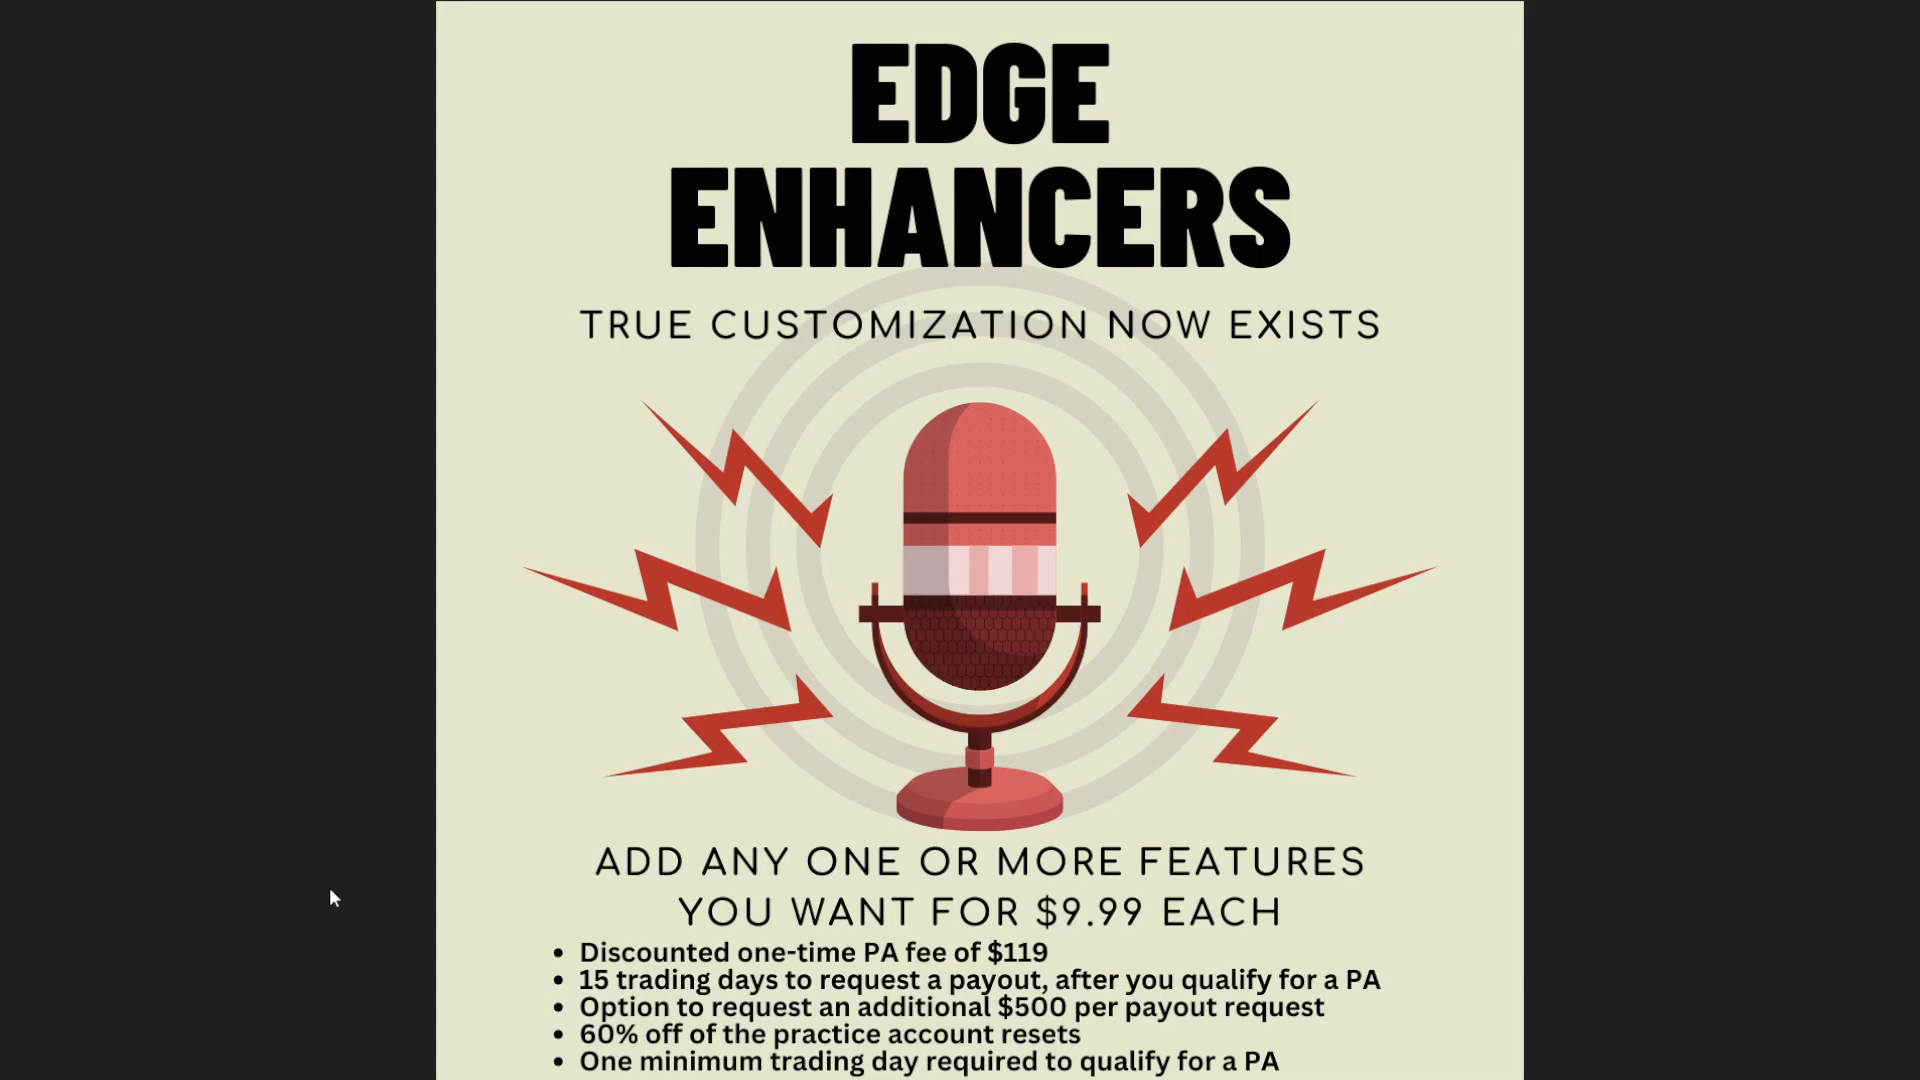 EDGE
ENHANCERS
TRUE CUSTOMIZATION NOW EXISTS
ADD ANY ONE OR MORE FEATURES
YOU WANT FOR $9.99 EACH
• Discounted one-time PA fee of $119
• 15 trading days to request a payout, after you qualify for a PA
• Option to request an additional $500 per payout request
• 60% off of the practice account resets
• One minimum trading day required to qualify for a PA